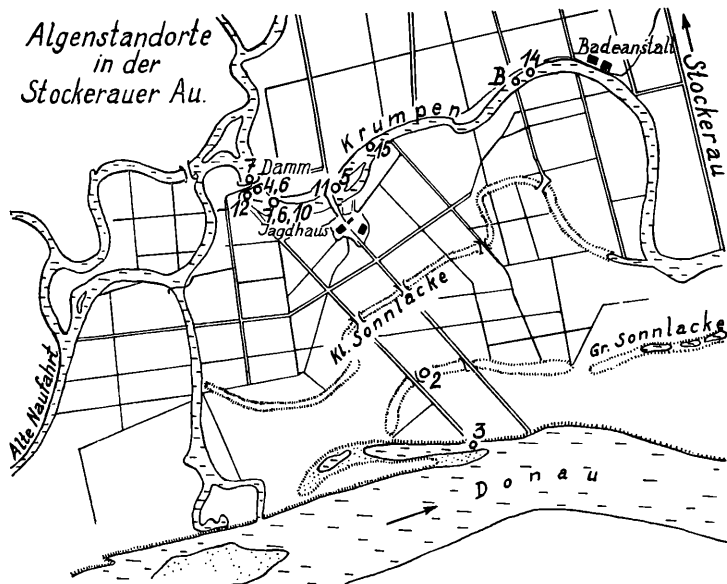 Algenstandorte
in der
Stockerauer Au.
Badeanstalt
Stockerau
14
B
Krumpen
15
7 Damm
4,6
11 5
12
1,6,10
Jagdhaus
Kl. Sonnlacke
Gr. Sonnlacke
2
Alte Naufahrt
3
Donau